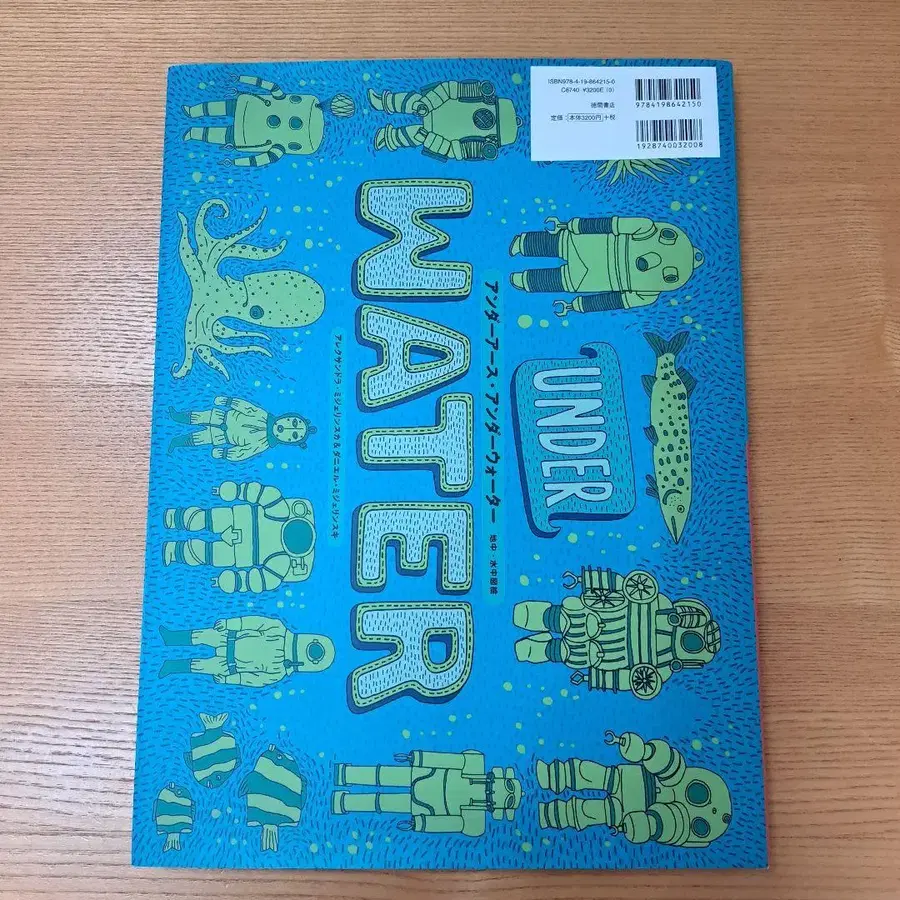 UNDER
アンダーアース・アンダーウォーター 地中・水中図絵
WATER
アレクサンドラ・ミジェリンスカ&ダニエル・ミジェリンスキ
ISBN978-4-19-864215-0
C8740 ¥3200E (0)
徳間書店
定価:[本体3200円]+税
9784198642150
1928740032008